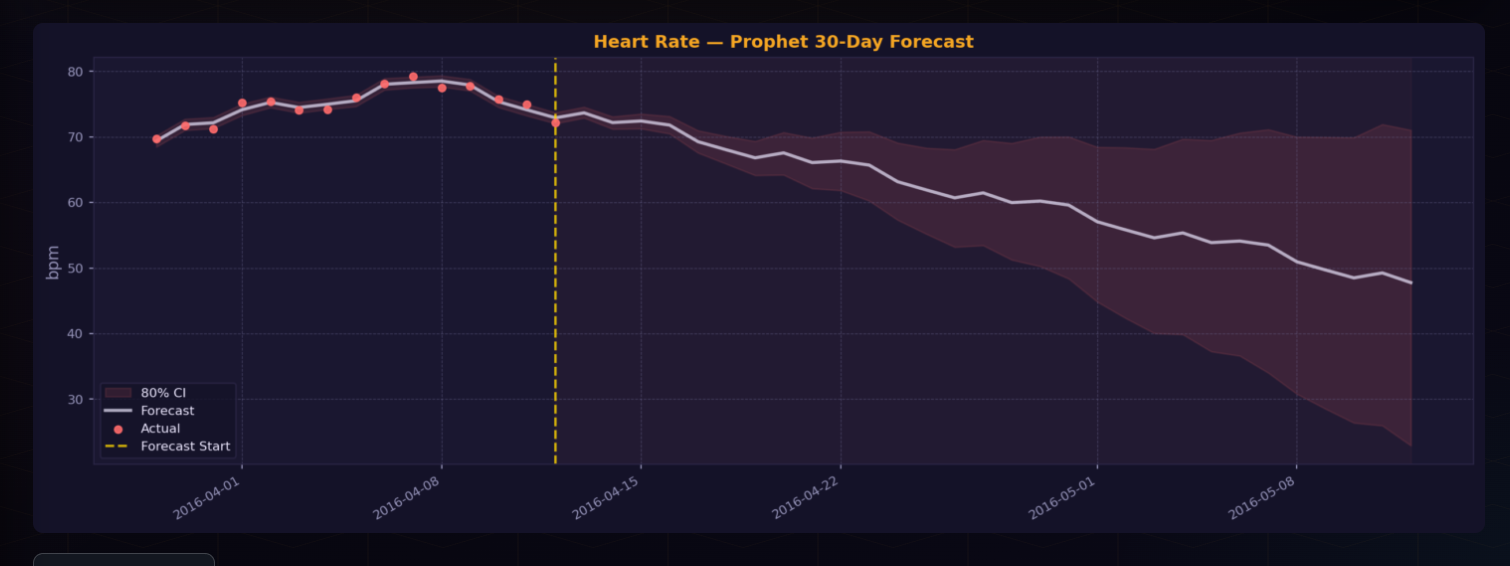 Heart Rate — Prophet 30-Day Forecast
80
70
60
50
40
30
bpm
80% CI
Forecast
Actual
Forecast Start
2016-04-01
2016-04-08
2016-04-15
2016-04-22
2016-05-01
2016-05-08